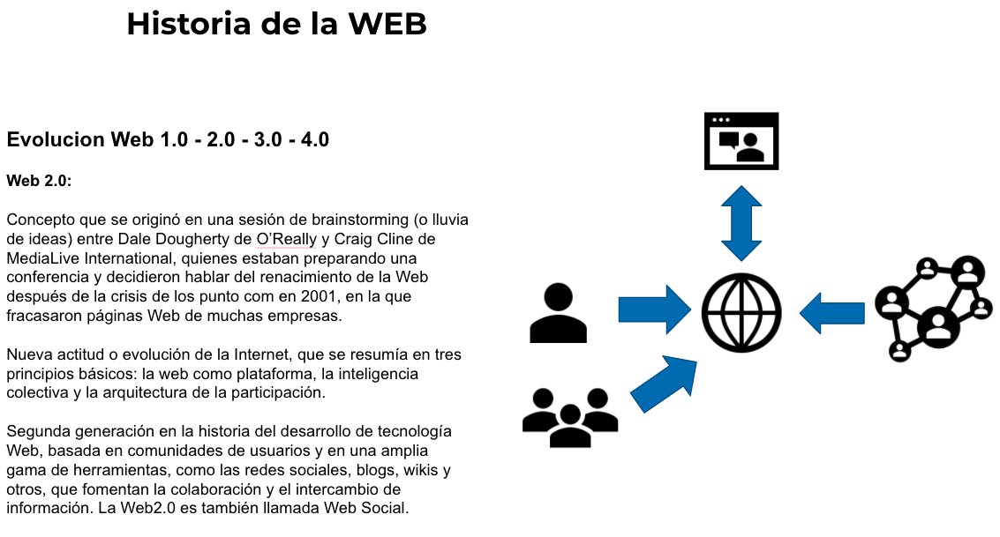 Historia de la WEB
Evolucion Web 1.0 - 2.0 - 3.0 - 4.0
Web 2.0:
Concepto que se originó en una sesión de brainstorming (o lluvia
de ideas) entre Dale Dougherty de O’Really y Craig Cline de
MediaLive International, quienes estaban preparando una
conferencia y decidieron hablar del renacimiento de la Web
después de la crisis de los punto com en 2001, en la que
fracasaron páginas Web de muchas empresas.
Nueva actitud o evolución de la Internet, que se resumía en tres
principios básicos: la web como plataforma, la inteligencia
colectiva y la arquitectura de la participación.
Segunda generación en la historia del desarrollo de tecnología
Web, basada en comunidades de usuarios y en una amplia
gama de herramientas, como las redes sociales, blogs, wikis y
otros, que fomentan la colaboración y el intercambio de
información. La Web2.0 es también llamada Web Social.